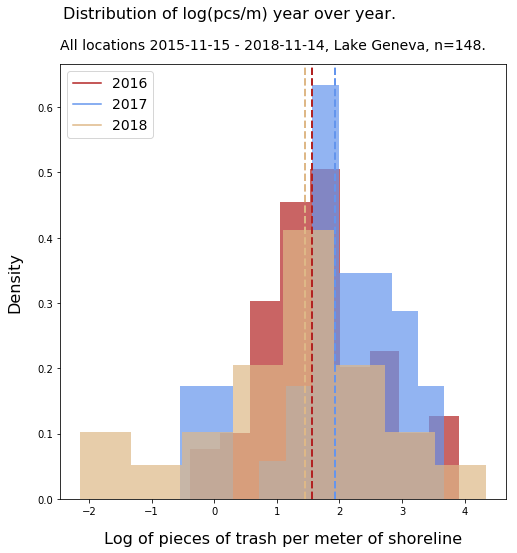 Distribution of log(pcs/m) year over year.
All locations 2015-11-15 - 2018-11-14, Lake Geneva, n=148.
2016
2017
2018
0.6
0.5
0.4
0.3
0.2
0.1
0.0
Density
−2 −1 0 1 2 3 4
Log of pieces of trash per meter of shoreline